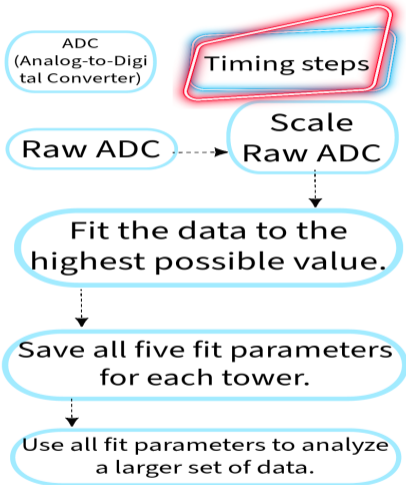 ADC
(Analog-to-Digi
tal Converter)
Timing steps
Raw ADC
Scale
Raw ADC
Fit the data to the
highest possible value.
Save all five fit parameters
for each tower.
Use all fit parameters to analyze
a larger set of data.